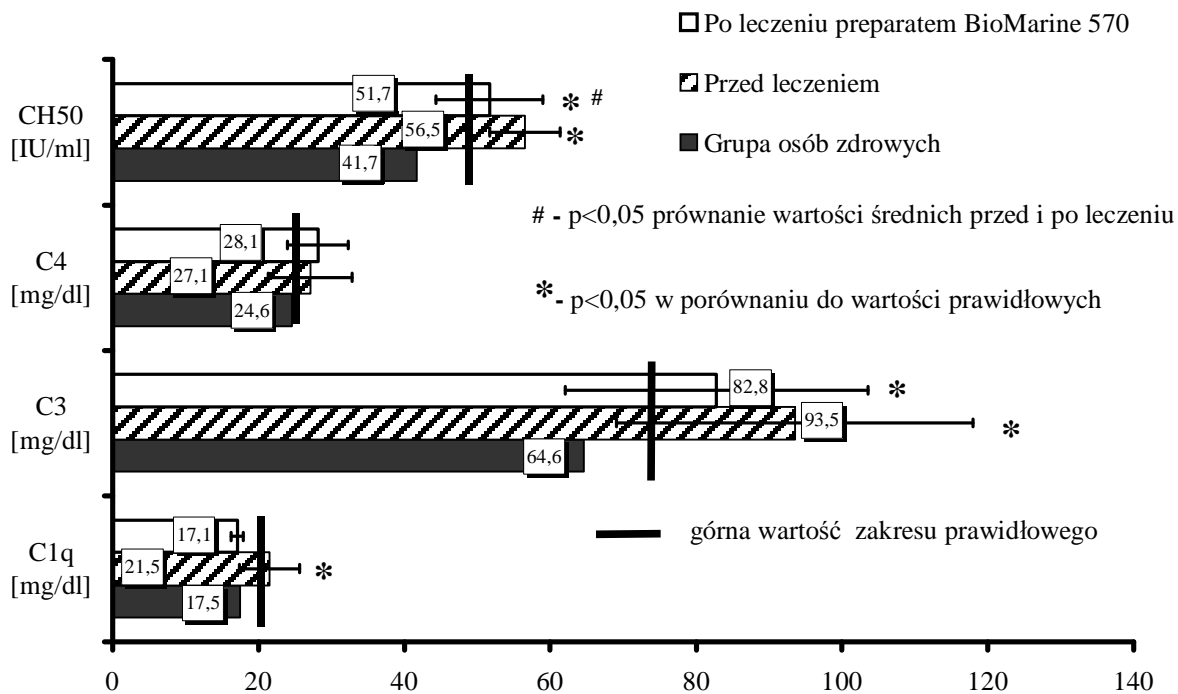 Po leczeniu preparatem BioMarine 570
Przed leczeniem
Grupa osób zdrowych
CH50
[IU/ml]
51,7
* #
56,5
*
41,7
# - p<0,05 prównanie wartości średnich przed i po leczeniu
C4
[mg/dl]
28,1
27,1
24,6
*- p<0,05 w porównaniu do wartości prawidłowych
C3
[mg/dl]
82,8
*
93,5
*
64,6
górna wartość zakresu prawidłowego
C1q
[mg/dl]
17,1
21,5
*
17,5
0 20 40 60 80 100 120 140